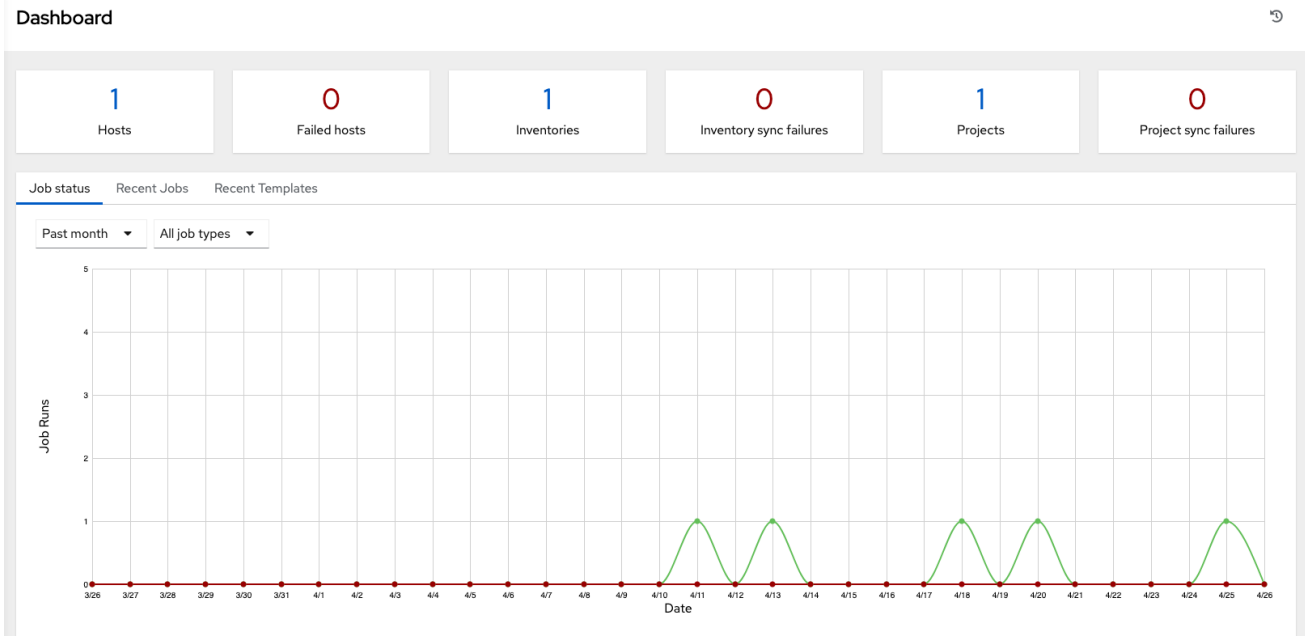 Dashboard
1 0 1 0 1 0
Hosts Failed hosts Inventories Inventory sync failures Projects Project sync failures
Job status Recent Jobs Recent Templates
Past month All job types
5
4
3
2
1
0
Job Runs
3/26 3/27 3/28 3/29 3/30 3/31 4/1 4/2 4/3 4/4 4/5 4/6 4/7 4/8 4/9 4/10 4/11 4/12 4/13 4/14 4/15 4/16 4/17 4/18 4/19 4/20 4/21 4/22 4/23 4/24 4/25 4/26
Date